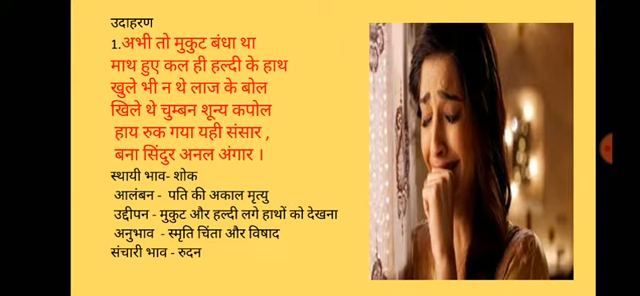 उदाहरण
1.अभी तो मुकुट बंधा था
माथ हुए कल ही हल्दी के हाथ
खुले भी न थे लाज के बोल
खिले थे चुम्बन शून्य कपोल
हाय रुक गया यही संसार ,
बना सिंदुर अनल अंगार ।
स्थायी भाव- शोक
आलंबन - पति की अकाल मृत्यु
उद्दीपन - मुकुट और हल्दी लगे हाथों को देखना
अनुभाव - स्मृति चिंता और विषाद
संचारी भाव - रुदन